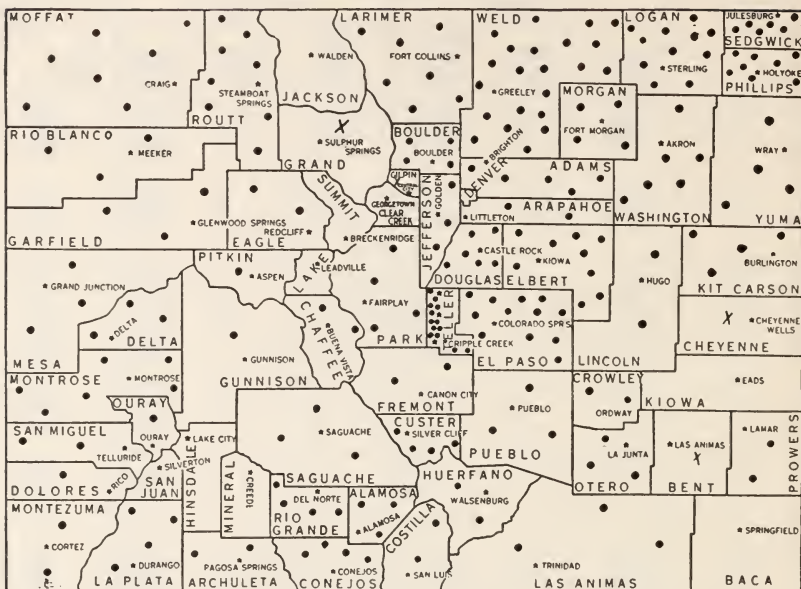 MOFFAT
LARIMER
WELD
LOGAN
JULESBURG
SEDGWICK
WALDEN
FORT COLLINS
CRAIG
STEAMBOAT
SPRINGS
GREELEY
STERLING
HOLYOKE
PHILLIPS
JACKSON
MORGAN
ROUTT
RIO BLANCO
X
BOULDER
FORT MORGAN
MEEKER
SULPHUR
SPRINGS
BOULDER
BRIGHTON
AKRON
WRAY
GRAND
GILPIN
CENTRAL
CITY
DENVER
ADAMS
SUMMIT
GEORGETOWN
CLEAR
CREEK
JEFFERSON
GOLDEN
ARAPAHOE
GLENWOOD SPRINGS
REDCLIFF
LITTLETON
WASHINGTON
YUMA
GARFIELD
EAGLE
BRECKENRIDGE
PITKIN
CASTLE ROCK
KIOWA
BURLINGTON
ASPEN
LAKE
LEADVILLE
HUGO
GRAND JUNCTION
DOUGLAS
ELBERT
KIT CARSON
FAIRPLAY
TELLER
COLORADO SPRS.
X
CHEYENNE
WELLS
DELTA
CHAFFEE
BUENA VISTA
DELTA
PARK
CRIPPLE CREEK
MESA
GUNNISON
EL PASO
LINCOLN
CHEYENNE
MONTROSE
MONTROSE
GUNNISON
CROWLEY
EADS
OURAY
CANON CITY
PUEBLO
FREMONT
ORDWAY
KIOWA
SAN MIGUEL
OURAY
LAKE CITY
SAGUACHE
CUSTER
SILVER CLIFF
LAMAR
PROWERS
TELLURIDE
SILVERTON
PUEBLO
LA JUNTA
LAS ANIMAS
X
DOLORES
RICO
SAN
JUAN
HINSDALE
MINERAL
CREEDE
SAGUACHE
HUERFANO
OTERO
BENT
MONTEZUMA
DEL NORTE
ALAMOSA
WALSENBURG
RIO
GRANDE
ALAMOSA
COSTILLA
SPRINGFIELD
CORTEZ
DURANGO
PAGOSA SPRINGS
CONEJOS
SAN LUIS
TRINIDAD
LA PLATA
ARCHULETA
CONEJOS
LAS ANIMAS
BACA